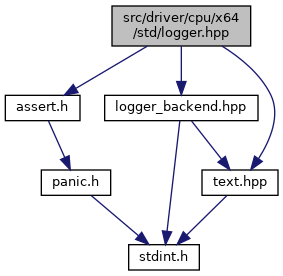 src/driver/cpu/x64
/std/logger.hpp
assert.h
logger_backend.hpp
panic.h
text.hpp
stdint.h